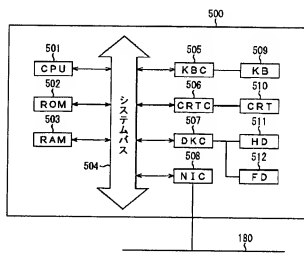 500
501
CPU
502
ROM
503
RAM
504
システムバス
505
KBC
506
CRTC
507
DKC
508
NIC
509
KB
510
CRT
511
HD
512
FD
180